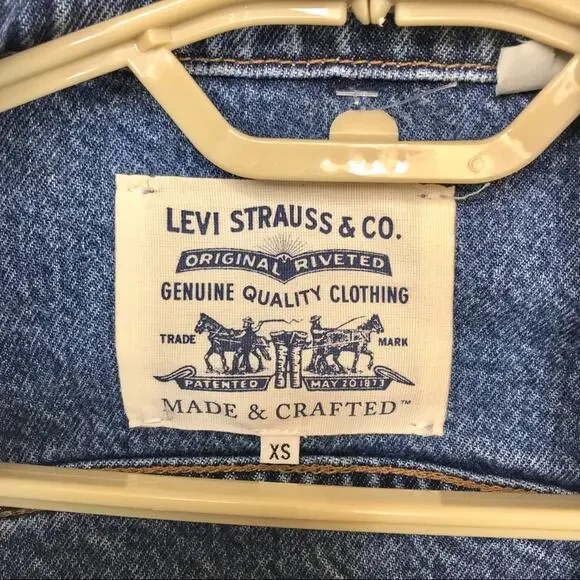 LEVI STRAUSS & CO.
ORIGINAL RIVETED
GENUINE QUALITY CLOTHING
TRADE MARK
PATENTED MAY 20 1873
MADE & CRAFTED™
XS